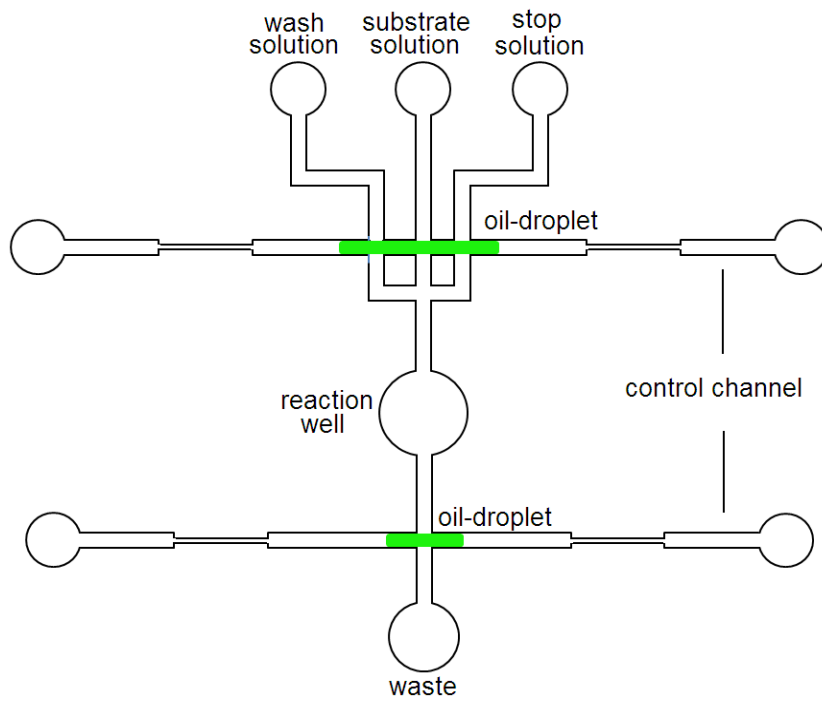 wash
solution
substrate
solution
stop
solution
oil-droplet
control channel
reaction
well
oil-droplet
waste